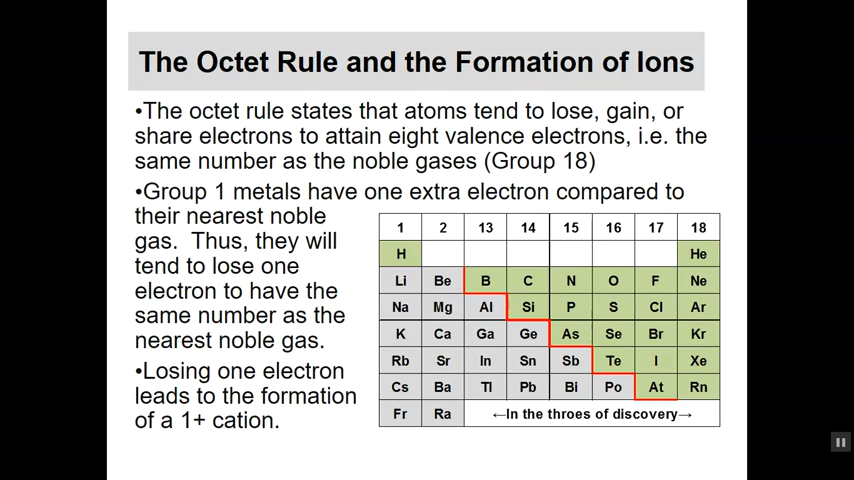 The Octet Rule and the Formation of Ions
•The octet rule states that atoms tend to lose, gain, or
share electrons to attain eight valence electrons, i.e. the
same number as the noble gases (Group 18)
•Group 1 metals have one extra electron compared to
their nearest noble
gas.  Thus, they will
tend to lose one
electron to have the
same number as the
nearest noble gas.
•Losing one electron
leads to the formation
of a 1+ cation.
1 2 13 14 15 16 17 18
H He
Li Be B C N O F Ne
Na Mg Al Si P S Cl Ar
K Ca Ga Ge As Se Br Kr
Rb Sr In Sn Sb Te I Xe
Cs Ba Tl Pb Bi Po At Rn
Fr Ra ←In the throes of discovery→